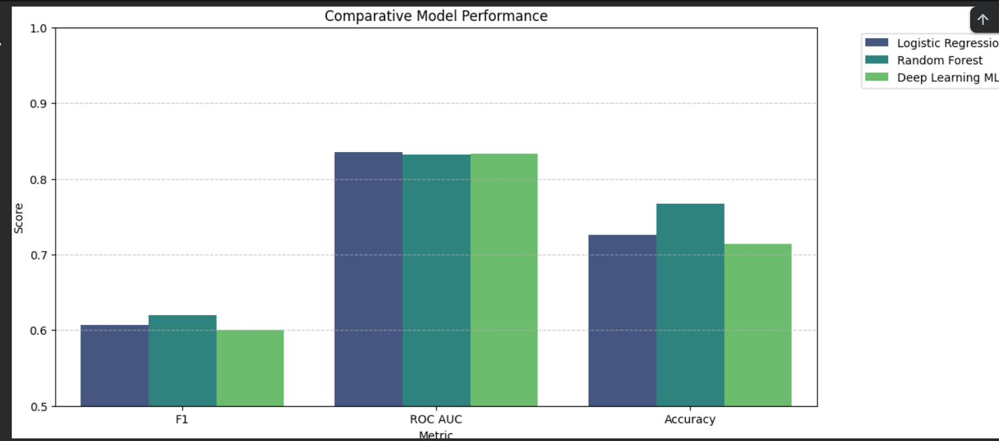 Comparative Model Performance
1.0
0.9
0.8
0.7
0.6
0.5
Score
F1
ROC AUC
Accuracy
Metric
Logistic Regressio
Random Forest
Deep Learning ML